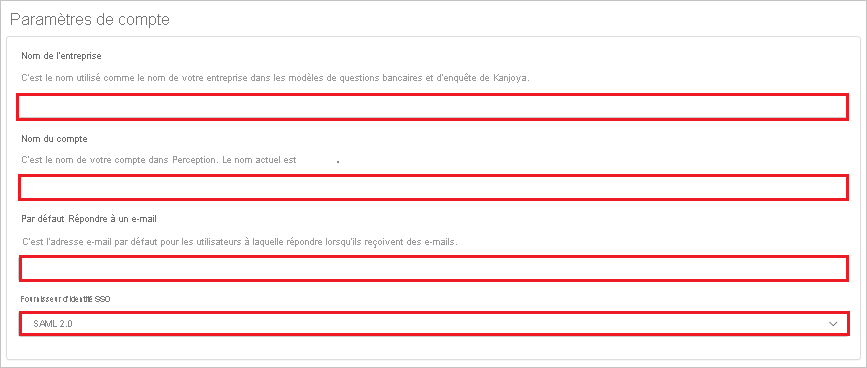 Paramètres de compte
Nom de l'entreprise
C'est le nom utilisé comme le nom de votre entreprise dans les modèles de questions bancaires et d'enquête de Kanjoya.
Nom du compte
C'est le nom de votre compte dans Perception. Le nom actuel est .
Par défaut Répondre à un e-mail
C'est l'adresse e-mail par défaut pour les utilisateurs à laquelle répondre lorsqu'ils reçoivent des e-mails.
Fournisseur d'identité SSO
SAML 2.0